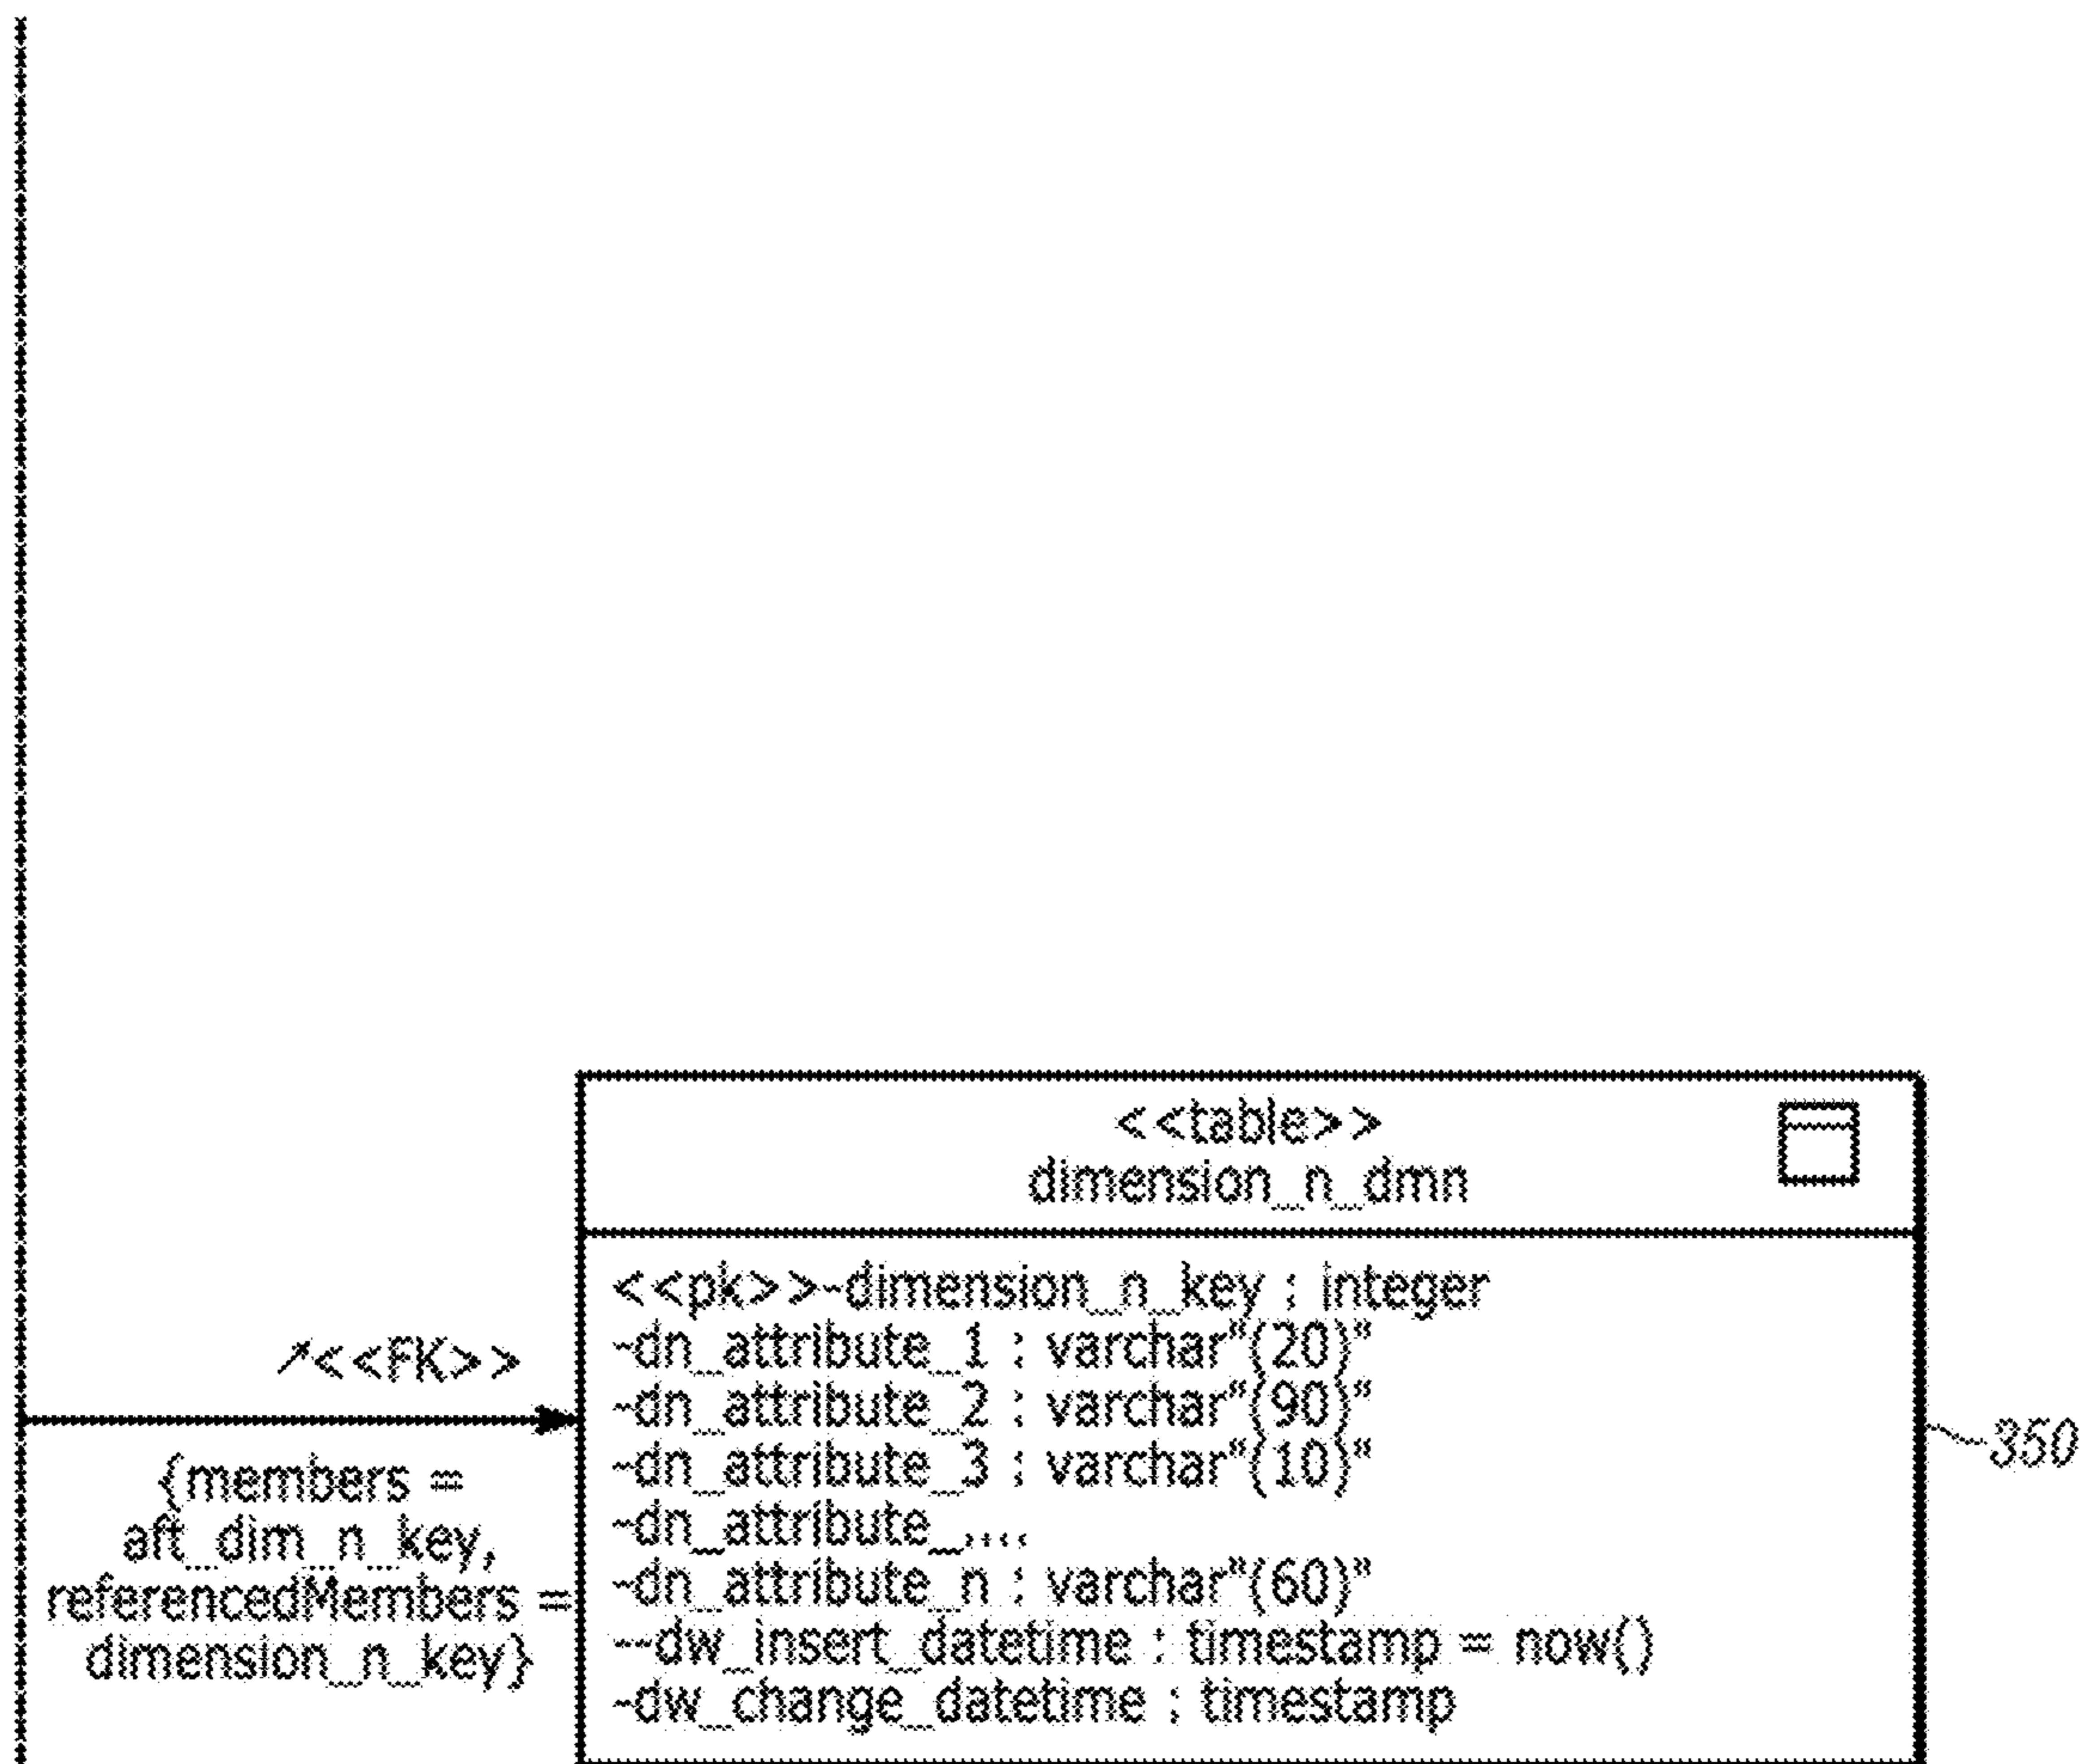 <<table>>
dimension_n_dmn
<<pk>>-dimension_n_key : integer
-dn_attribute_1 : varchar"(20)"
-dn_attribute_2 : varchar"(90)"
-dn_attribute_3 : varchar"(10)"
-dn_attribute_....
-dn_attribute_n : varchar"(60)"
--dw_insert_datetime : timestamp = now()
-dw_change_datetime : timestamp
↗<<FK>>
{members =
aft_dim_n_key,
referencedMembers =
dimension_n_key}
350